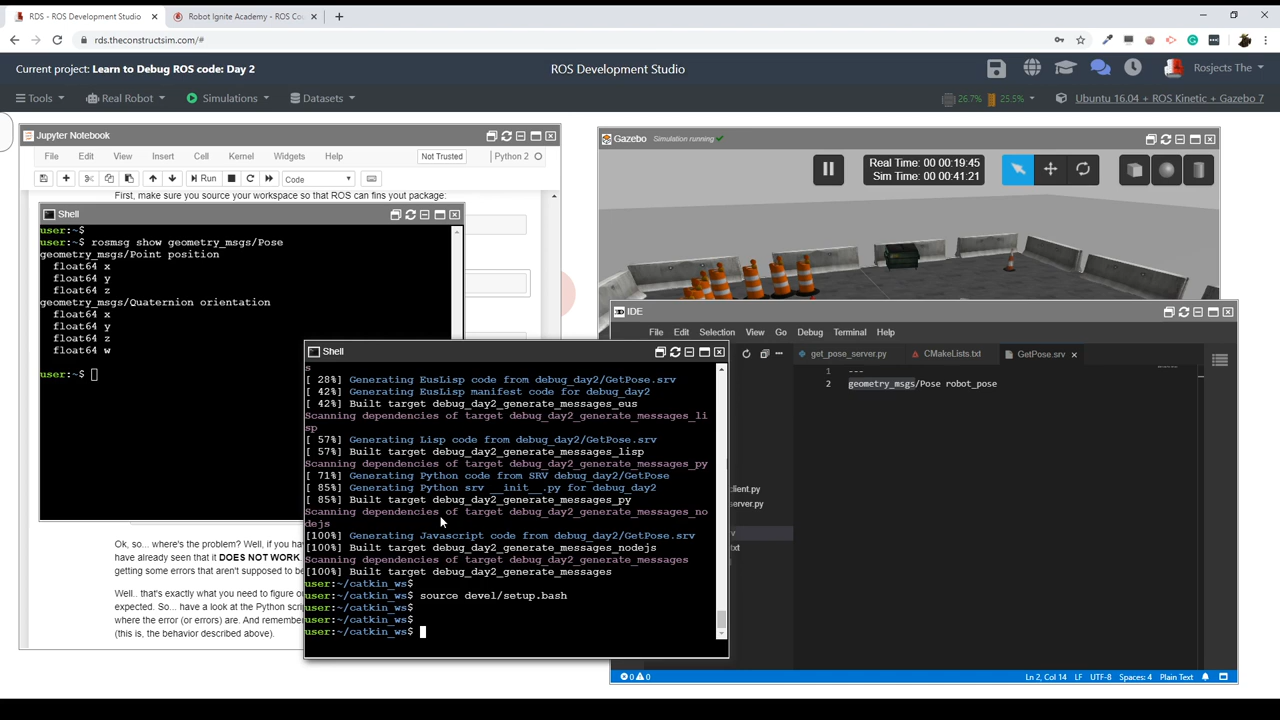 RDS - ROS Development Studio
Robot Ignite Academy - ROS Cou
rds.theconstructsim.com/#
Current project: Learn to Debug ROS code: Day 2
ROS Development Studio
Rosjects The
Tools
Real Robot
Simulations
Datasets
26.7%
25.5%
Ubuntu 16.04 + ROS Kinetic + Gazebo 7
Jupyter Notebook
File Edit View Insert Cell Kernel Widgets Help
Not Trusted
Python 2
Run
Code
First, make sure you source your workspace so that ROS can fins yout package:
Shell
user:~$
user:~$ rosmsg show geometry_msgs/Pose
geometry_msgs/Point position
float64 x
float64 y
float64 z
geometry_msgs/Quaternion orientation
float64 x
float64 y
float64 z
float64 w
user:~$
Ok, so... where's the problem? Well, if you ha
have already seen that it DOES NOT WORK.
getting some errors that aren't supposed to be
Well.. that's exactly what you need to figure ou
expected. So... have a look at the Python scri
where the error (or errors) are. And remembe
(this is, the behavior described above).
Gazebo
Simulation running
Real Time: 00 00:19:45
Sim Time: 00 00:41:21
Shell
s
[ 28%] Generating EusLisp code from debug_day2/GetPose.srv
[ 42%] Generating EusLisp manifest code for debug_day2
[ 42%] Built target debug_day2_generate_messages_eus
Scanning dependencies of target debug_day2_generate_messages_li
sp
[ 57%] Generating Lisp code from debug_day2/GetPose.srv
[ 57%] Built target debug_day2_generate_messages_lisp
Scanning dependencies of target debug_day2_generate_messages_py
[ 71%] Generating Python code from SRV debug_day2/GetPose
[ 85%] Generating Python srv __init__.py for debug_day2
[ 85%] Built target debug_day2_generate_messages_py
Scanning dependencies of target debug_day2_generate_messages_no
dejs
[100%] Generating Javascript code from debug_day2/GetPose.srv
[100%] Built target debug_day2_generate_messages_nodejs
Scanning dependencies of target debug_day2_generate_messages
[100%] Built target debug_day2_generate_messages
user:~/catkin_ws$
user:~/catkin_ws$ source devel/setup.bash
user:~/catkin_ws$
user:~/catkin_ws$
user:~/catkin_ws$
IDE
File Edit Selection View Go Debug Terminal Help
get_pose_server.py
CMakeLists.txt
GetPose.srv
1 ---
2 geometry_msgs/Pose robot_pose
lient.py
erver.py
v
txt
0 0
Ln 2, Col 14 LF UTF-8 Spaces: 4 Plain Text